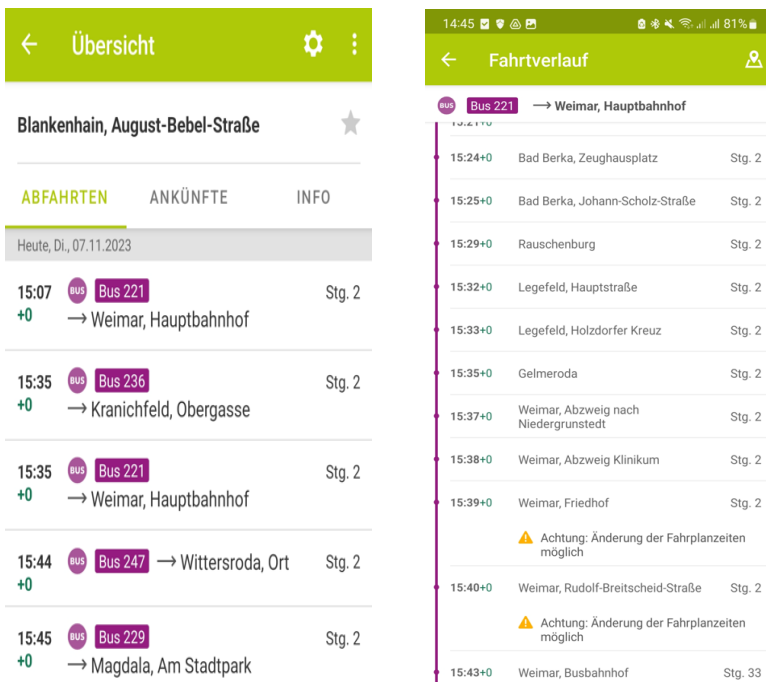 Übersicht
Blankenhain, August-Bebel-Straße
ABFAHRTEN ANKÜNFTE INFO
Heute, Di., 07.11.2023
15:07 BUS Bus 221 Stg. 2
+0 → Weimar, Hauptbahnhof
15:35 BUS Bus 236 Stg. 2
+0 → Kranichfeld, Obergasse
15:35 BUS Bus 221 Stg. 2
+0 → Weimar, Hauptbahnhof
15:44 BUS Bus 247 → Wittersroda, Ort Stg. 2
+0
15:45 BUS Bus 229 Stg. 2
+0 → Magdala, Am Stadtpark
14:45 81%
Fahrtverlauf
BUS Bus 221 → Weimar, Hauptbahnhof
15:21+0
15:24+0 Bad Berka, Zeughausplatz Stg. 2
15:25+0 Bad Berka, Johann-Scholz-Straße Stg. 2
15:29+0 Rauschenburg Stg. 2
15:32+0 Legefeld, Hauptstraße Stg. 2
15:33+0 Legefeld, Holzdorfer Kreuz Stg. 2
15:35+0 Gelmeroda Stg. 2
15:37+0 Weimar, Abzweig nach Stg. 2
Niedergrunstedt
15:38+0 Weimar, Abzweig Klinikum Stg. 2
15:39+0 Weimar, Friedhof Stg. 2
Achtung: Änderung der Fahrplanzeiten
möglich
15:40+0 Weimar, Rudolf-Breitscheid-Straße Stg. 2
Achtung: Änderung der Fahrplanzeiten
möglich
15:43+0 Weimar, Busbahnhof Stg. 33